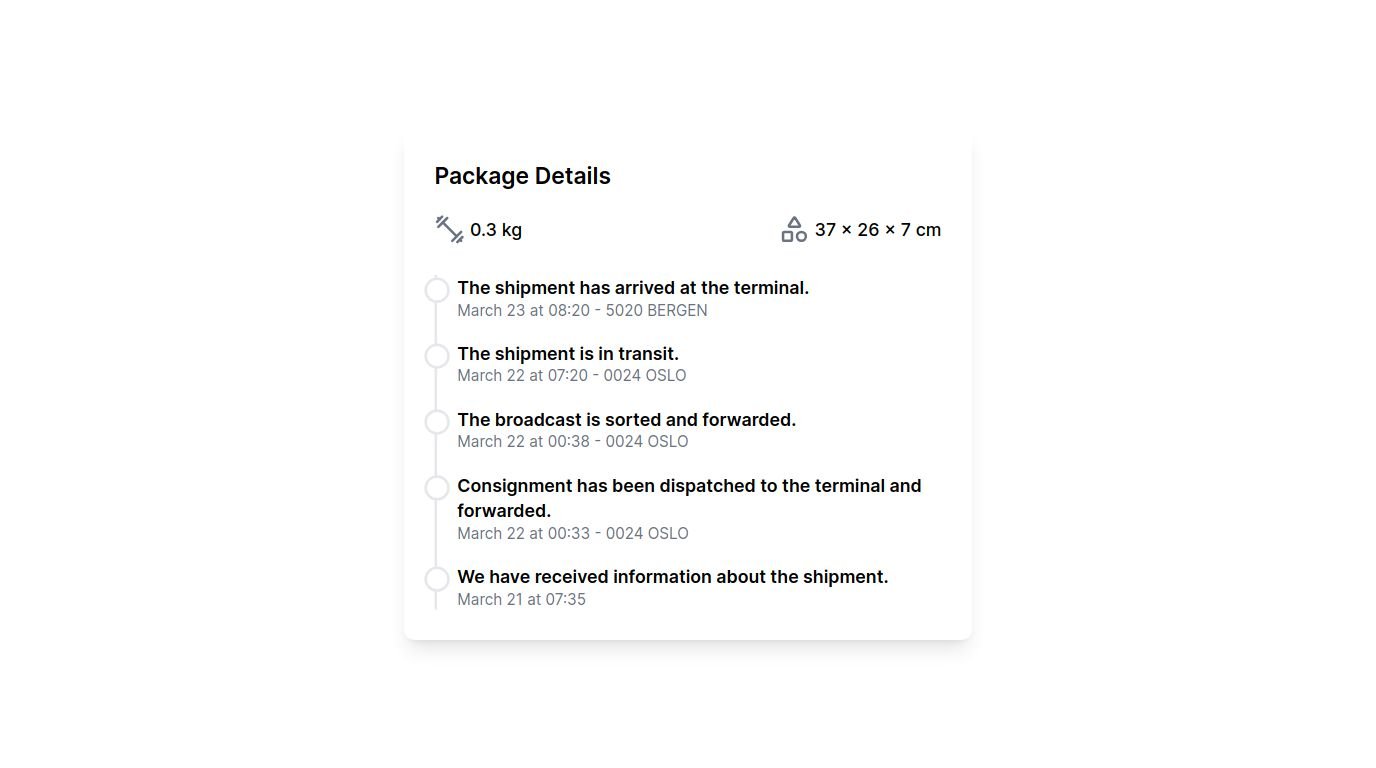 Package Details
0.3 kg
37 × 26 × 7 cm
The shipment has arrived at the terminal.
March 23 at 08:20 - 5020 BERGEN
The shipment is in transit.
March 22 at 07:20 - 0024 OSLO
The broadcast is sorted and forwarded.
March 22 at 00:38 - 0024 OSLO
Consignment has been dispatched to the terminal and
forwarded.
March 22 at 00:33 - 0024 OSLO
We have received information about the shipment.
March 21 at 07:35